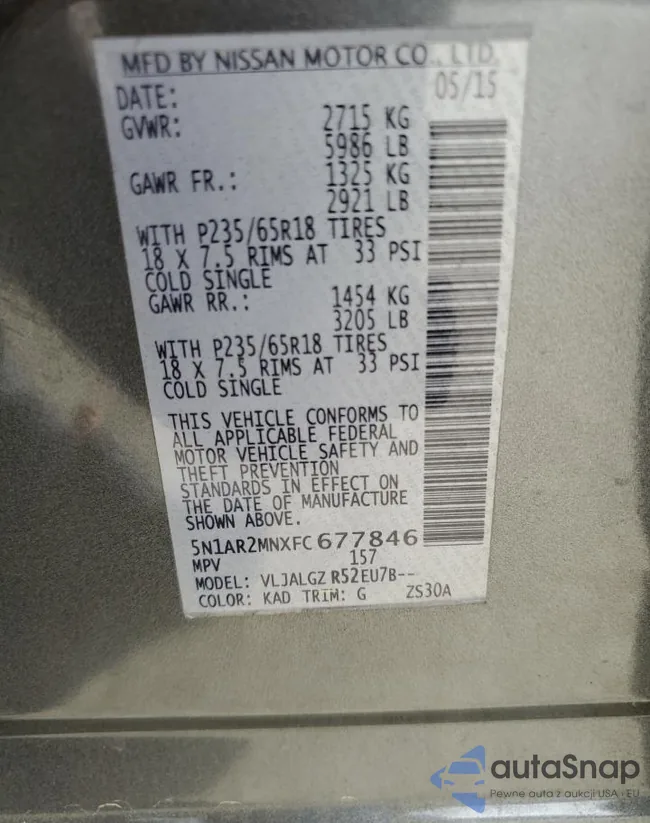 MFD BY NISSAN MOTOR CO., LTD.
DATE: 05/15
GVWR: 2715 KG
5986 LB
GAWR FR.: 1325 KG
2921 LB
WITH P235/65R18 TIRES
18 X 7.5 RIMS AT 33 PSI
COLD SINGLE
GAWR RR.: 1454 KG
3205 LB
WITH P235/65R18 TIRES
18 X 7.5 RIMS AT 33 PSI
COLD SINGLE
THIS VEHICLE CONFORMS TO
ALL APPLICABLE FEDERAL
MOTOR VEHICLE SAFETY AND
THEFT PREVENTION
STANDARDS IN EFFECT ON
THE DATE OF MANUFACTURE
SHOWN ABOVE.
5N1AR2MNXFC677846
MPV 157
MODEL: VLJALGZ R52EU7B--
COLOR: KAD TRIM: G ZS30A
autaSnap
Pewne auta z aukcji USA i EU